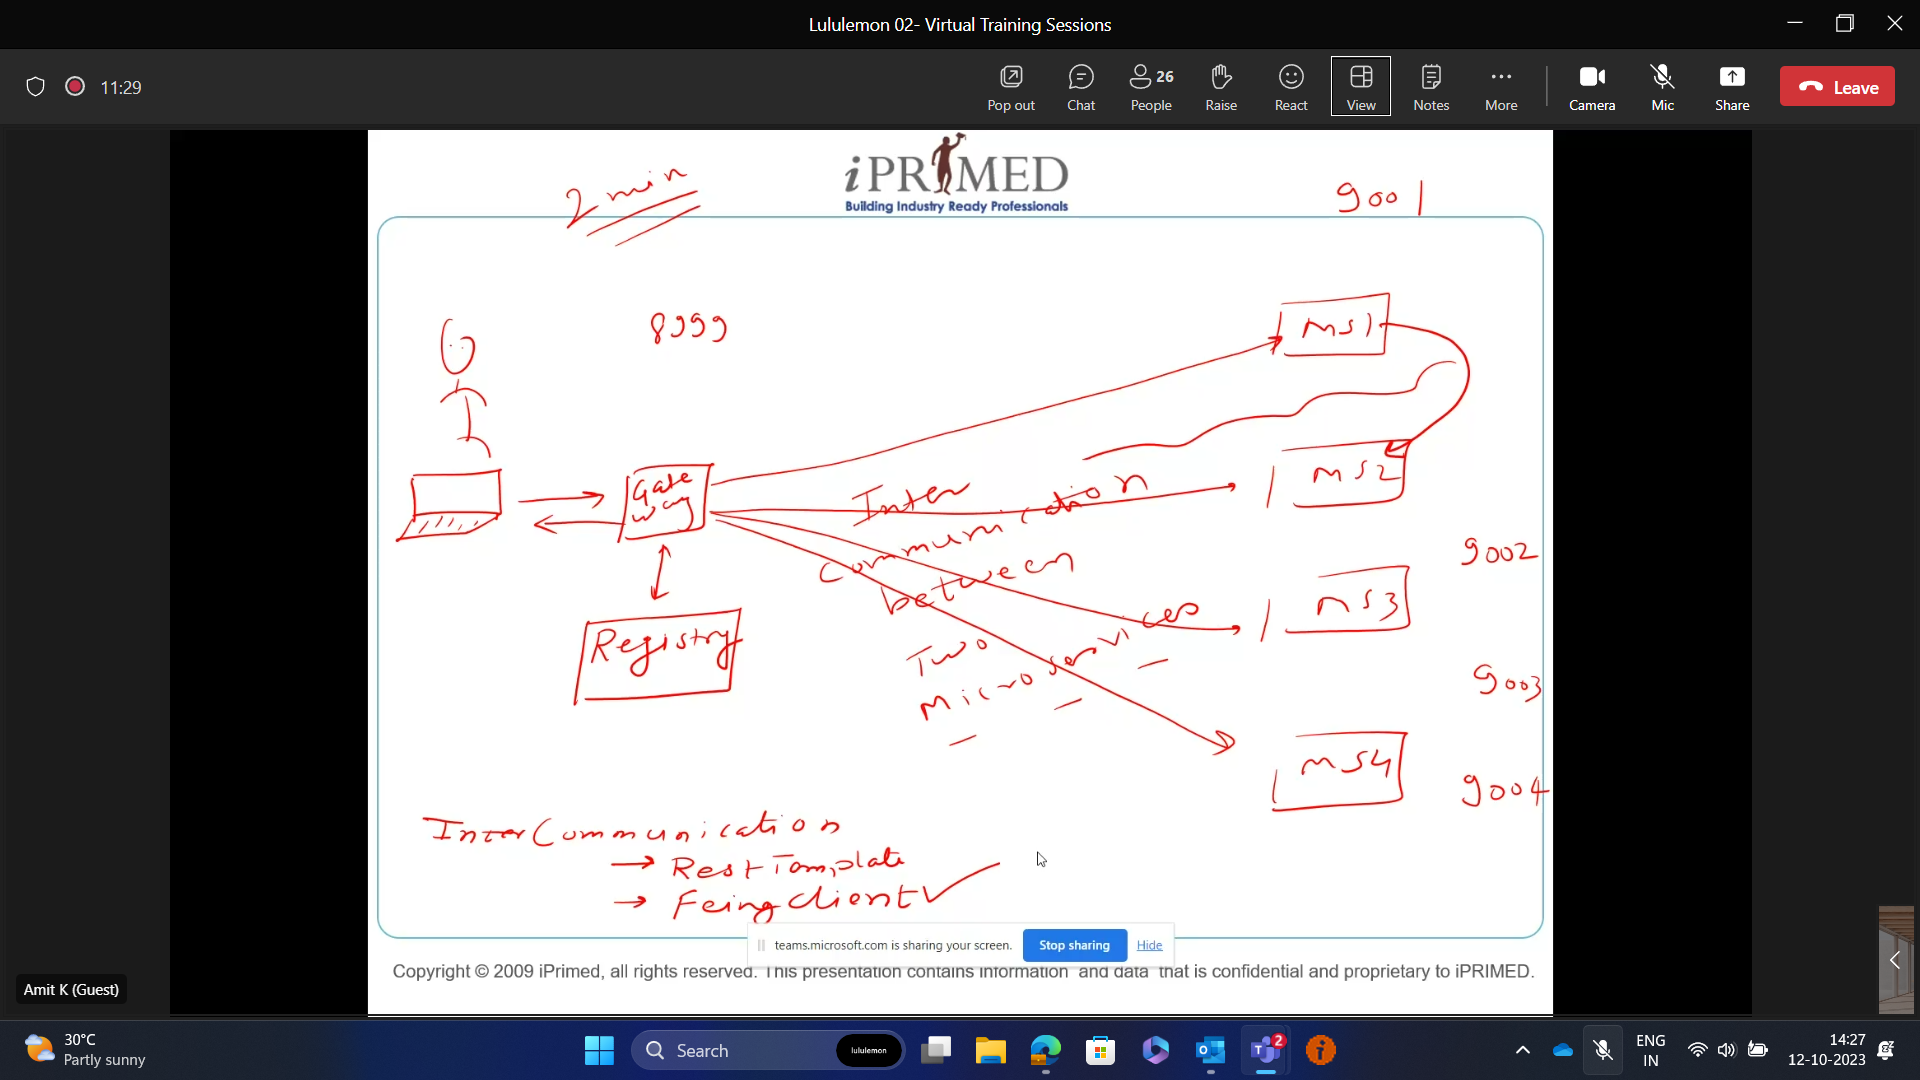 Lululemon 02- Virtual Training Sessions
11:29
Pop out
Chat
26
People
Raise
React
View
Notes
More
Camera
Mic
Share
Leave
iPRIMED
Building Industry Ready Professionals
2 min
9001
8999
MS1
Gate
way
MS2
Inter
communication
between
Two
Microservices
9002
MS3
Registry
9003
MS4
9004
InterCommunication
→ RestTemplate
→ FeingClient ✓
teams.microsoft.com is sharing your screen.
Stop sharing
Hide
Copyright © 2009 iPrimed, all rights reserved. This presentation contains information and data that is confidential and proprietary to iPRIMED.
Amit K (Guest)
30°C
Partly sunny
Search
lululemon
2
ENG
IN
14:27
12-10-2023